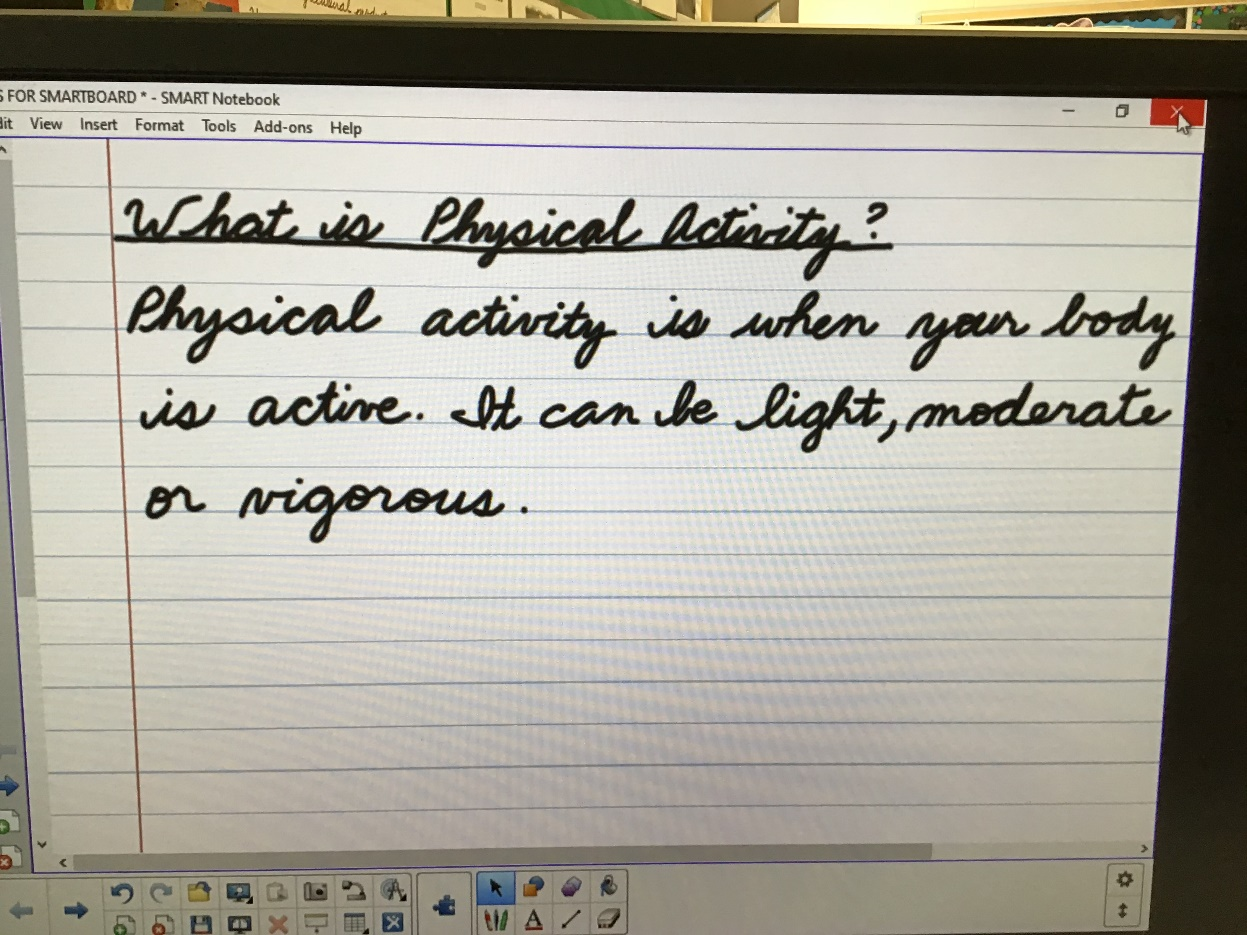 S FOR SMARTBOARD * - SMART Notebook
dit View Insert Format Tools Add-ons Help
What is Physical Activity?
Physical activity is when your body
is active. It can be light, moderate
or vigorous.